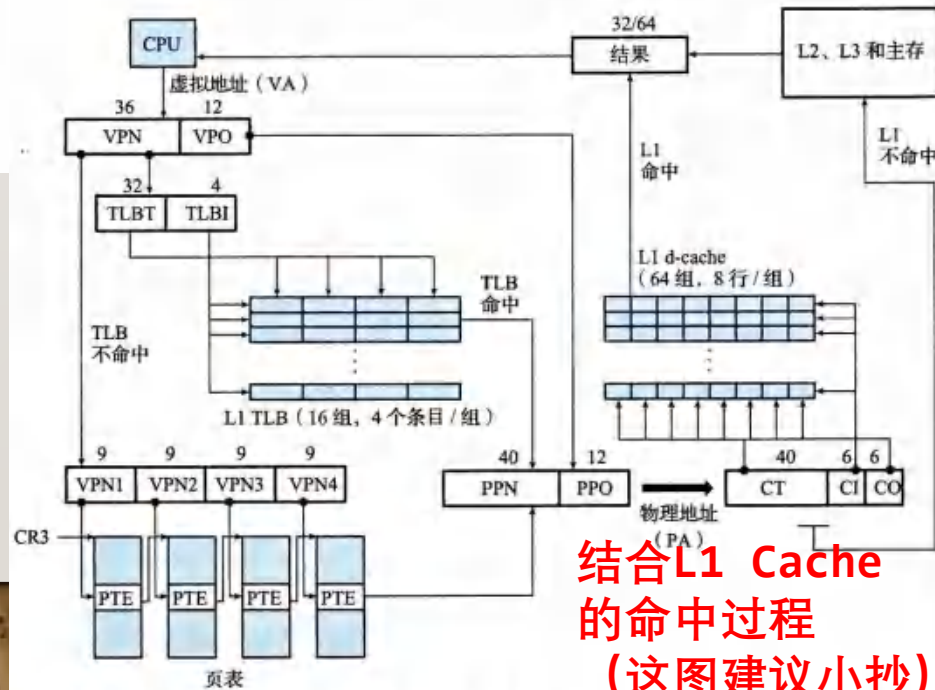 CPU
32/64
结果
L2、L3 和主存
虚拟地址（VA）
36
12
VPN
VPO
L1
命中
L1
不命中
32
4
TLBT
TLBI
L1 d-cache
（64 组，8 行/组）
TLB
命中
TLB
不命中
⋮
⋮
L1 TLB（16 组，4 个条目/组）
9
9
9
9
VPN1
VPN2
VPN3
VPN4
40
12
PPN
PPO
物理地址
（PA）
40
6
6
CT
CI
CO
CR3
PTE
PTE
PTE
PTE
页表
结合L1 Cache
的命中过程
（这图建议小抄）